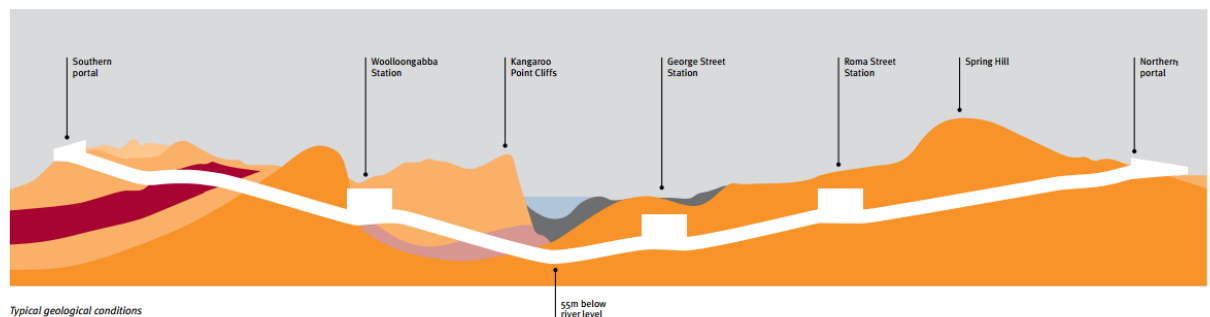 Southern
portal
Woolloongabba
Station
Kangaroo
Point Cliffs
George Street
Station
Roma Street
Station
Spring Hill
Northern
portal
55m below
river level
Typical geological conditions